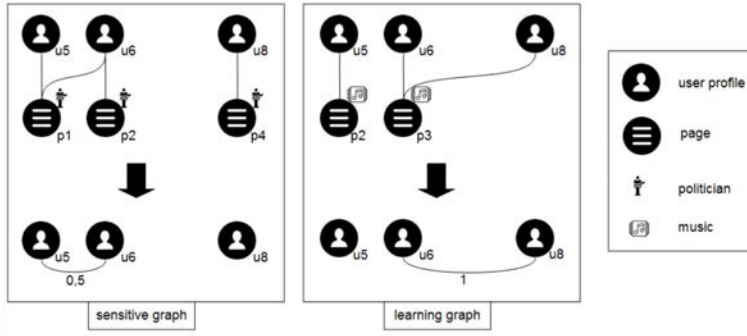 u5 u6 u8
p1 p2 p4
u5 u6 u8
0,5
sensitive graph
u5 u6 u8
p2 p3
u5 u6 u8
1
learning graph
user profile
page
politician
music